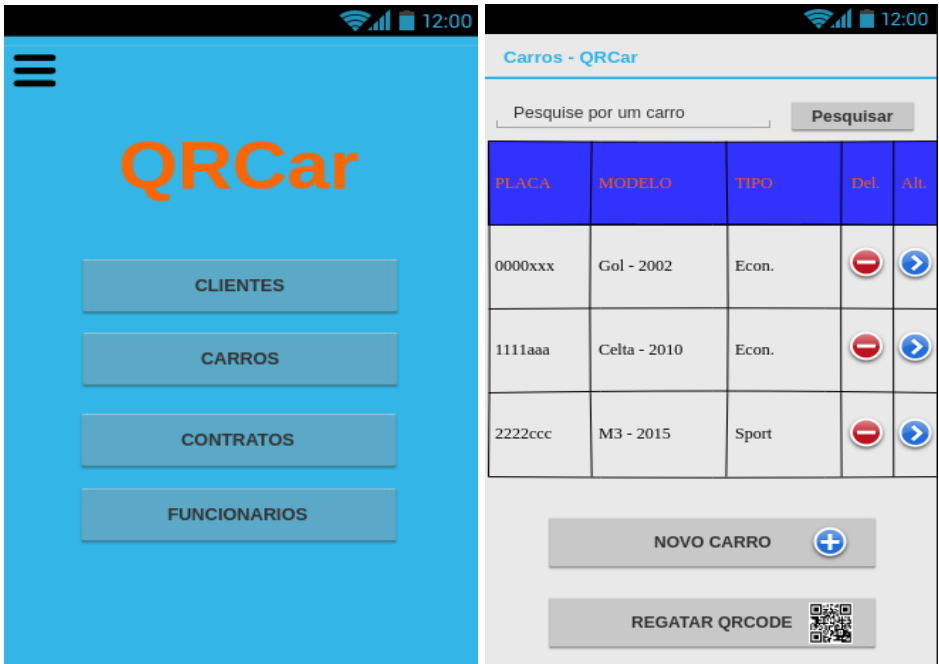 12:00
QRCar
CLIENTES
CARROS
CONTRATOS
FUNCIONARIOS
12:00
Carros - QRCar
Pesquise por um carro Pesquisar
PLACA MODELO TIPO Del. Alt.
0000xxx Gol - 2002 Econ.
1111aaa Celta - 2010 Econ.
2222ccc M3 - 2015 Sport
NOVO CARRO
REGATAR QRCODE